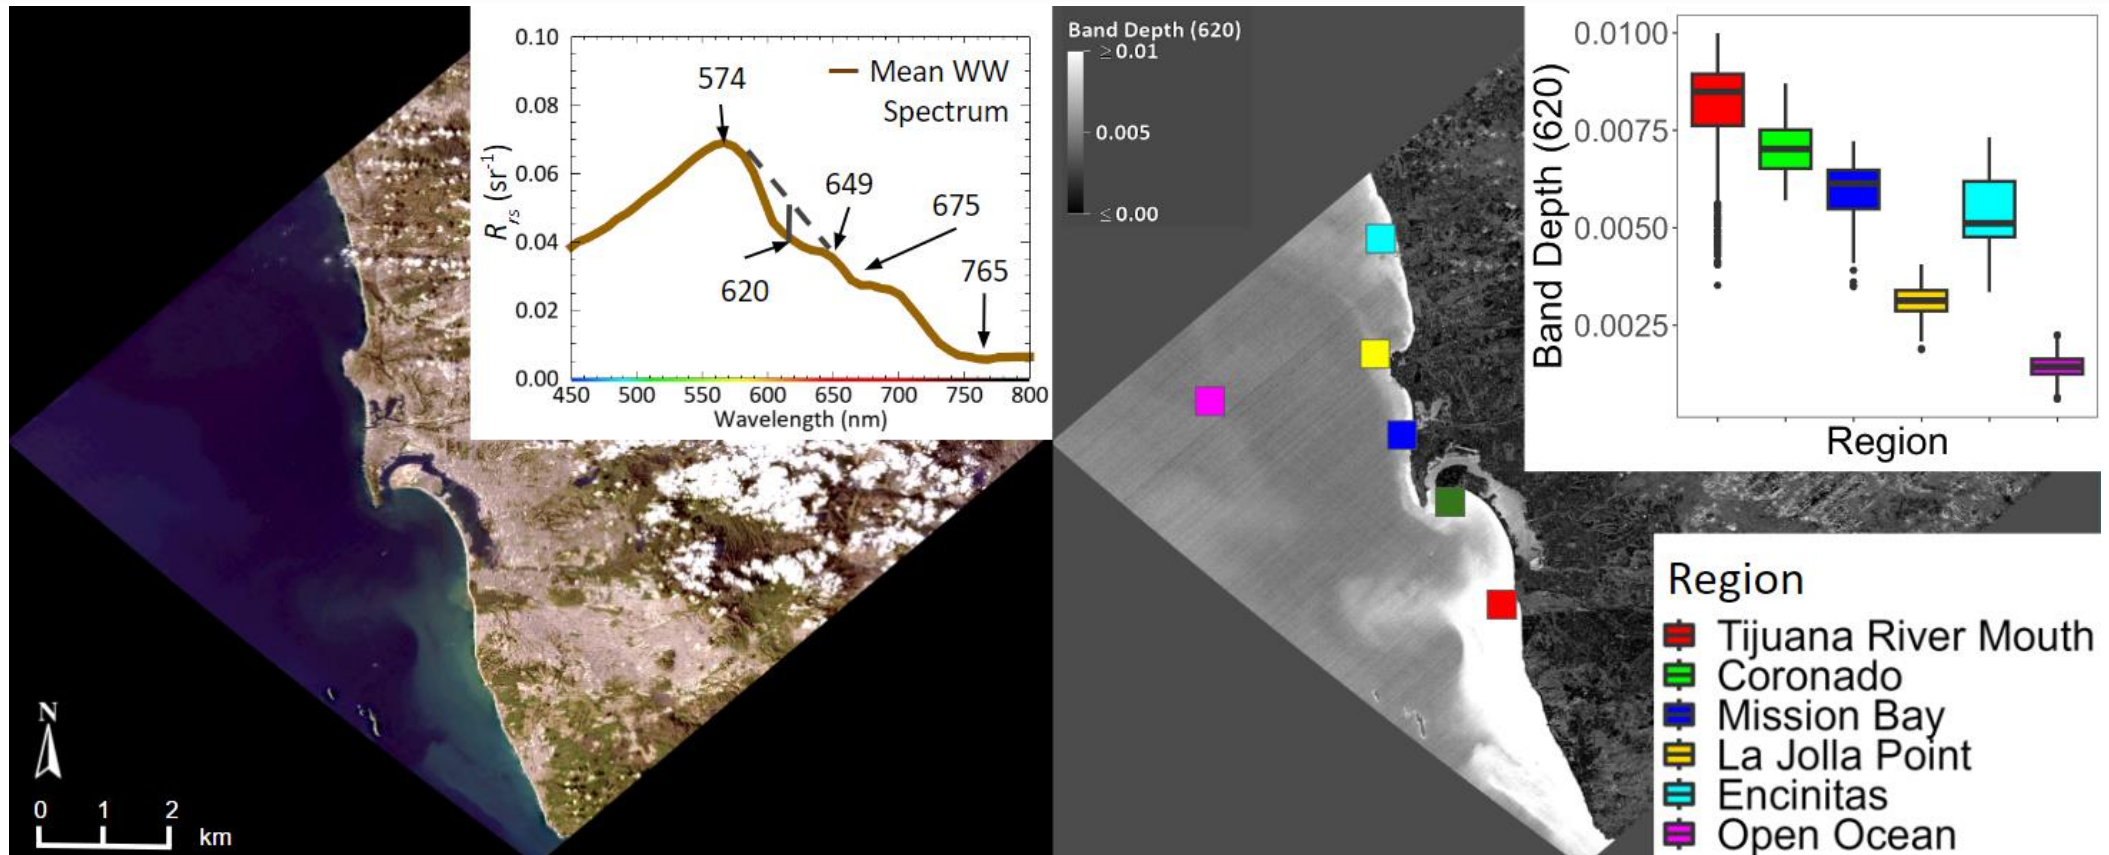 0.10
0.08
0.06
0.04
0.02
0.00
Rrs (sr-1)
574
Mean WW
Spectrum
649
675
620
765
450 500 550 600 650 700 750 800
Wavelength (nm)
N
0 1 2
km
Band Depth (620)
≥ 0.01
0.005
≤ 0.00
Band Depth (620)
0.0100
0.0075
0.0050
0.0025
Region
Region
Tijuana River Mouth
Coronado
Mission Bay
La Jolla Point
Encinitas
Open Ocean